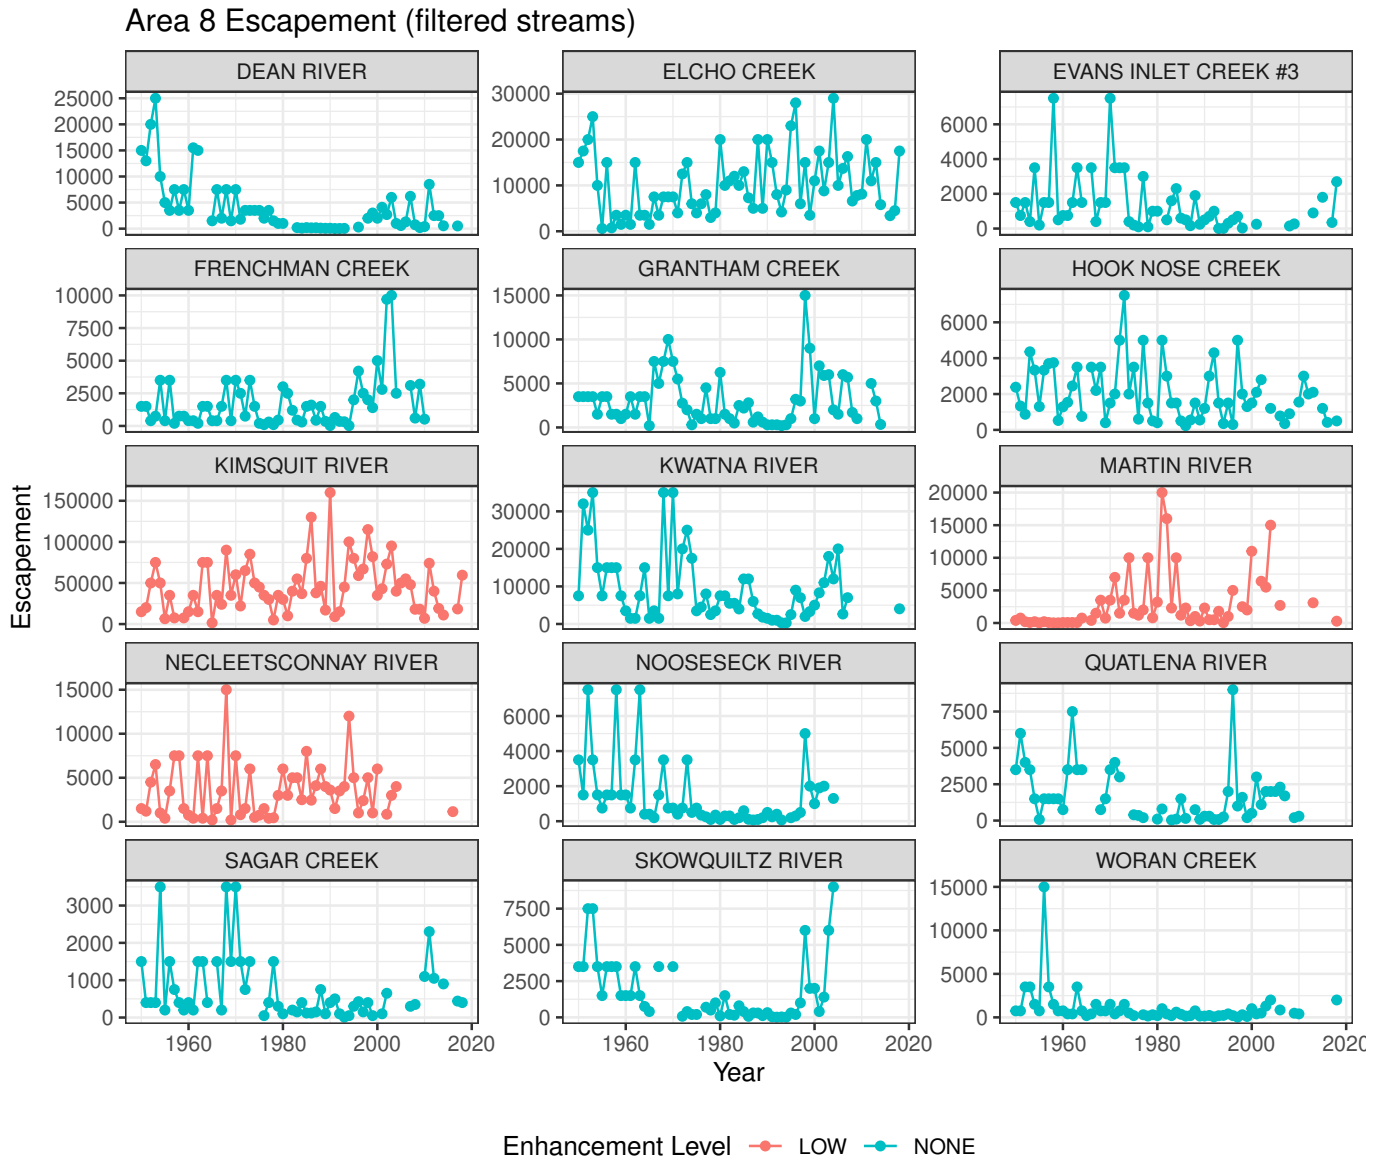 Area 8 Escapement (filtered streams)
DEAN RIVER
ELCHO CREEK
EVANS INLET CREEK #3
25000
20000
15000
10000
5000
0
30000
20000
10000
0
6000
4000
2000
0
FRENCHMAN CREEK
GRANTHAM CREEK
HOOK NOSE CREEK
10000
7500
5000
2500
0
15000
10000
5000
0
6000
4000
2000
0
KIMSQUIT RIVER
KWATNA RIVER
MARTIN RIVER
150000
100000
50000
0
30000
20000
10000
0
20000
15000
10000
5000
0
NECLEETSCONNAY RIVER
NOOSESECK RIVER
QUATLENA RIVER
15000
10000
5000
0
6000
4000
2000
0
7500
5000
2500
0
SAGAR CREEK
SKOWQUILTZ RIVER
WORAN CREEK
3000
2000
1000
0
7500
5000
2500
0
15000
10000
5000
0
1960 1980 2000 2020
1960 1980 2000 2020
1960 1980 2000 2020
Escapement
Year
Enhancement Level LOW NONE